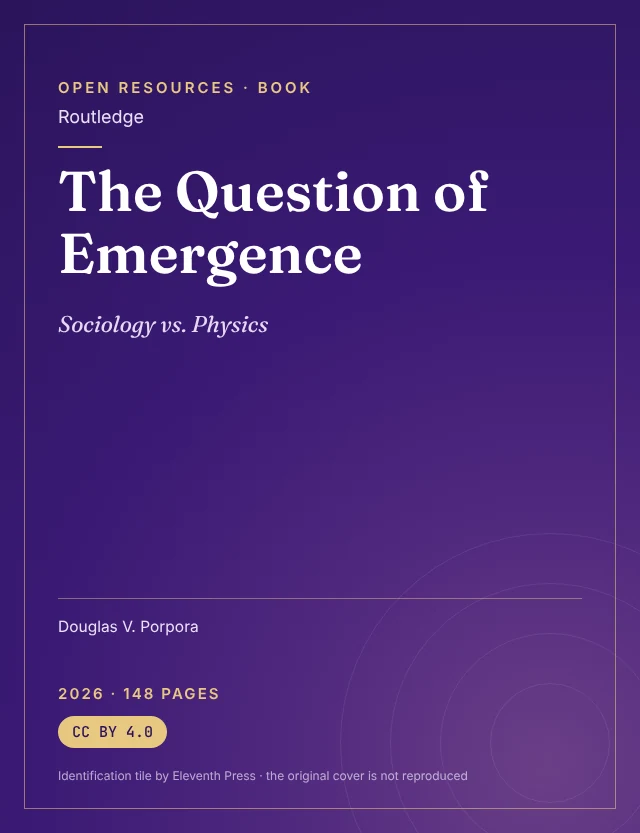 OPEN RESOURCES · BOOK
Routledge
The Question of
Emergence
Sociology vs. Physics
Douglas V. Porpora
2026 · 148 PAGES
CC BY 4.0
Identification tile by Eleventh Press · the original cover is not reproduced